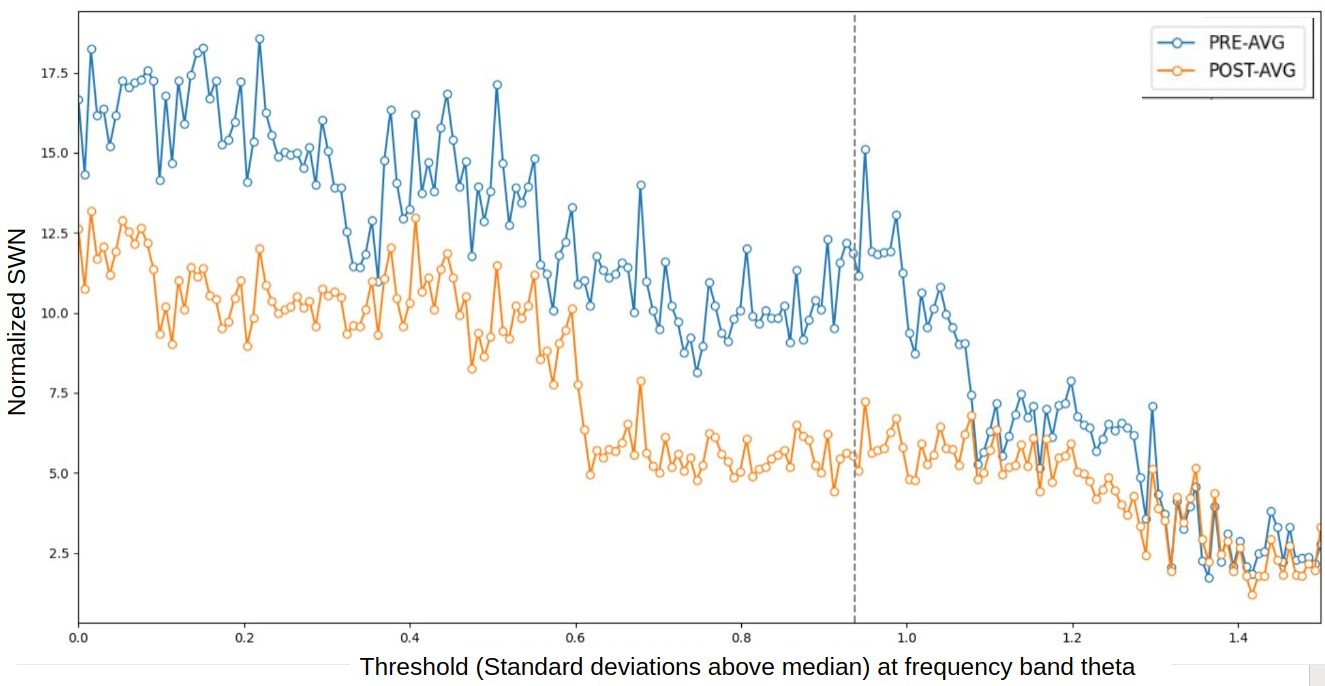 PRE-AVG
POST-AVG
17.5
15.0
12.5
10.0
7.5
5.0
2.5
Normalized SWN
0.0 0.2 0.4 0.6 0.8 1.0 1.2 1.4
Threshold (Standard deviations above median) at frequency band theta